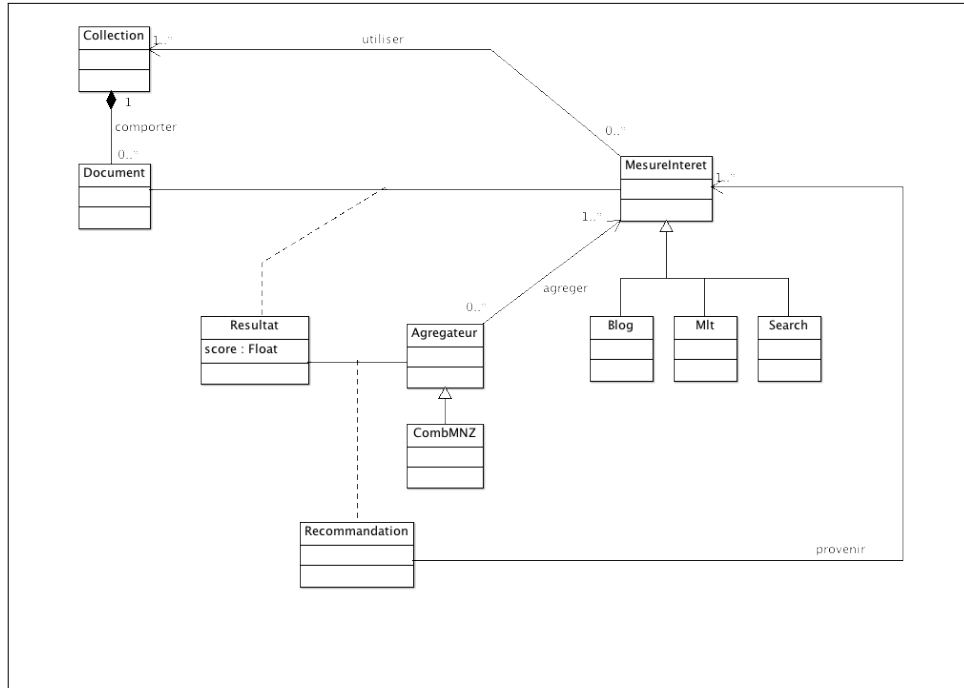 Collection
1..*
utiliser
1
comporter
0..*
0..*
Document
MesureInteret
1..*
1..*
agreger
0..*
Resultat
score : Float
Agregateur
Blog
Mlt
Search
CombMNZ
Recommandation
provenir